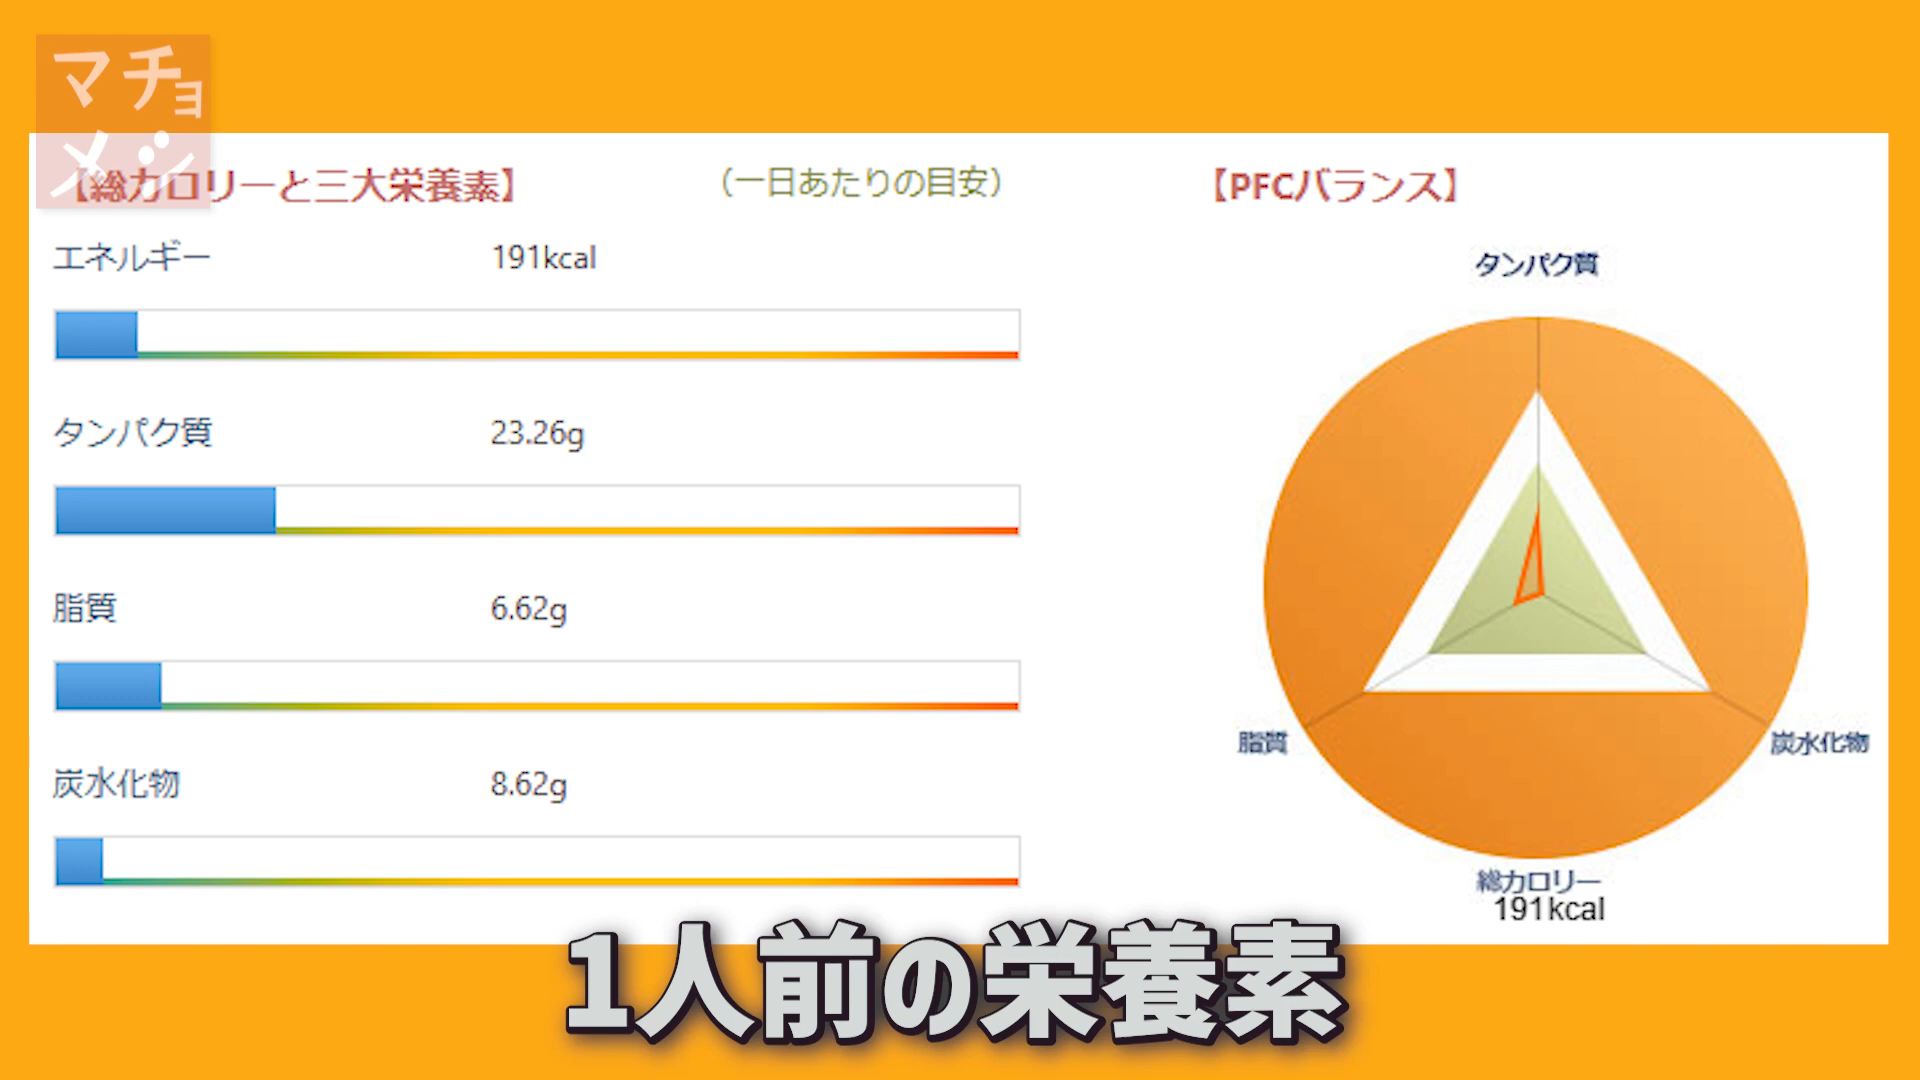 マチョ
メシ
【総カロリーと三大栄養素】
（一日あたりの目安）
エネルギー 191kcal
タンパク質 23.26g
脂質 6.62g
炭水化物 8.62g
【PFCバランス】
タンパク質
脂質
炭水化物
総カロリー
191kcal
1人前の栄養素